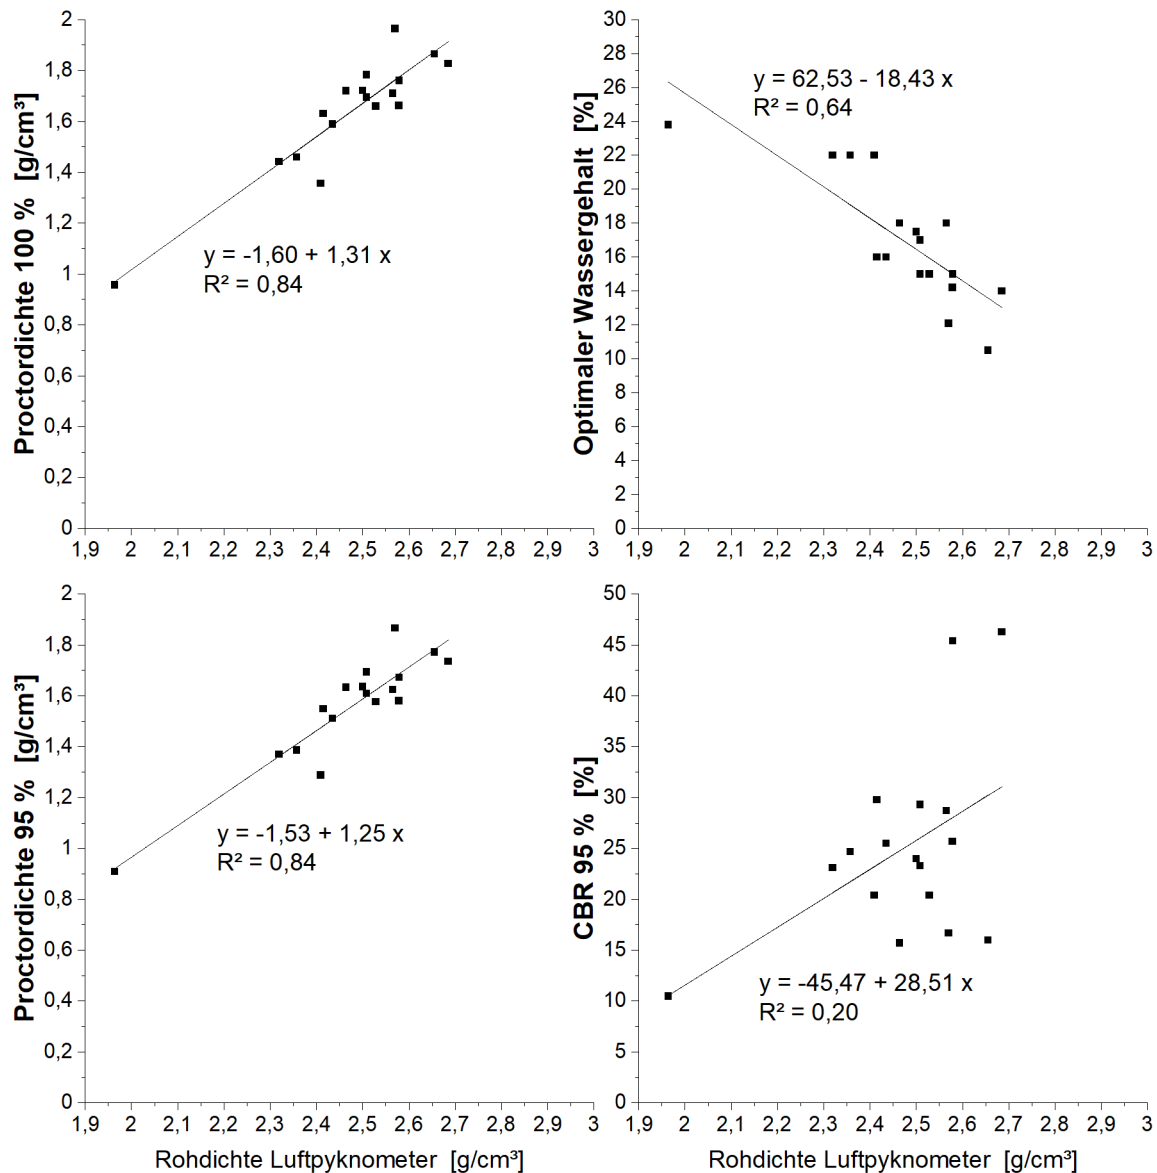 Proctordichte 100 % [g/cm³]
2
1,8
1,6
1,4
1,2
1
0,8
0,6
0,4
0,2
0
y = -1,60 + 1,31 x
R² = 0,84
1,9 2 2,1 2,2 2,3 2,4 2,5 2,6 2,7 2,8 2,9 3
Optimaler Wassergehalt [%]
30
28
26
24
22
20
18
16
14
12
10
8
6
4
2
0
y = 62,53 - 18,43 x
R² = 0,64
1,9 2 2,1 2,2 2,3 2,4 2,5 2,6 2,7 2,8 2,9 3
Proctordichte 95 % [g/cm³]
2
1,8
1,6
1,4
1,2
1
0,8
0,6
0,4
0,2
0
y = -1,53 + 1,25 x
R² = 0,84
1,9 2 2,1 2,2 2,3 2,4 2,5 2,6 2,7 2,8 2,9 3
Rohdichte Luftpyknometer [g/cm³]
CBR 95 % [%]
50
45
40
35
30
25
20
15
10
5
0
y = -45,47 + 28,51 x
R² = 0,20
1,9 2 2,1 2,2 2,3 2,4 2,5 2,6 2,7 2,8 2,9 3
Rohdichte Luftpyknometer [g/cm³]